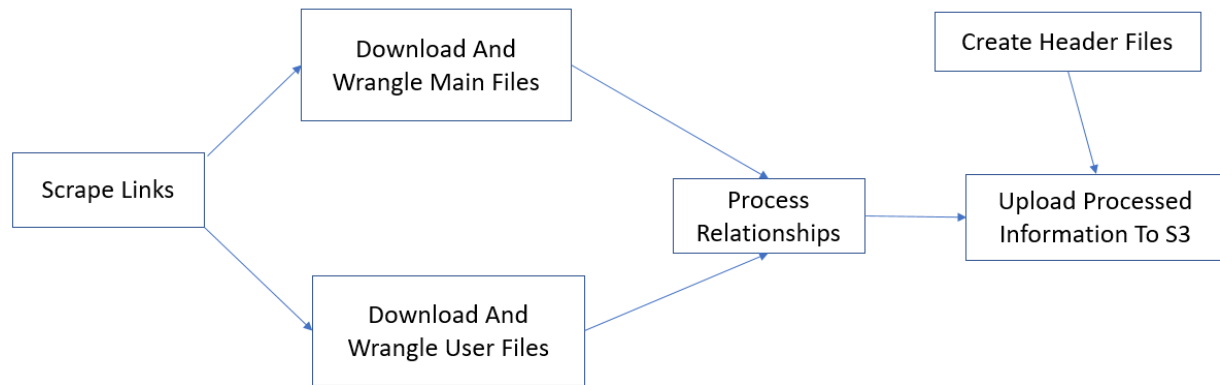 Scrape Links
Download And
Wrangle Main Files
Download And
Wrangle User Files
Process
Relationships
Create Header Files
Upload Processed
Information To S3